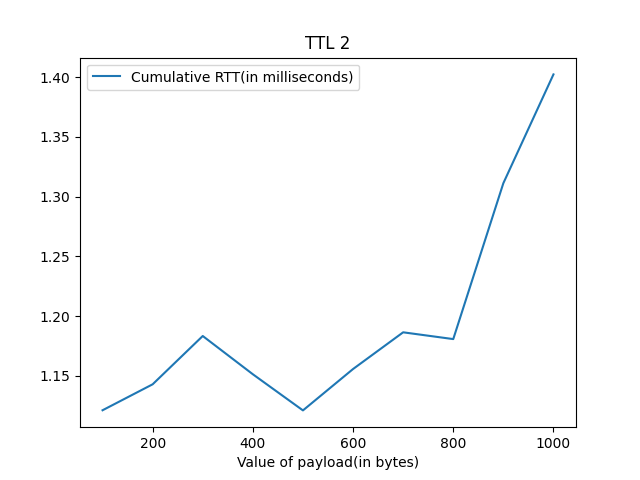 TTL 2
Cumulative RTT(in milliseconds)
1.40
1.35
1.30
1.25
1.20
1.15
200 400 600 800 1000
Value of payload(in bytes)